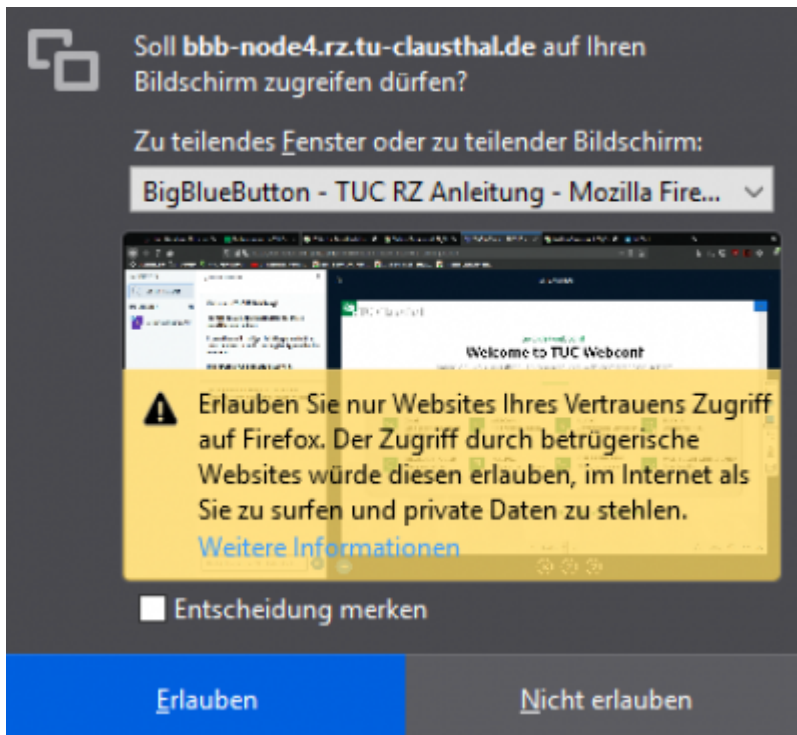 Soll bbb-node4.rz.tu-clausthal.de auf Ihren
Bildschirm zugreifen dürfen?
Zu teilendes Fenster oder zu teilender Bildschirm:
BigBlueButton - TUC RZ Anleitung - Mozilla Fire...
Welcome to TUC Webconf
Erlauben Sie nur Websites Ihres Vertrauens Zugriff
auf Firefox. Der Zugriff durch betrügerische
Websites würde diesen erlauben, im Internet als
Sie zu surfen und private Daten zu stehlen.
Weitere Informationen
Entscheidung merken
Erlauben
Nicht erlauben